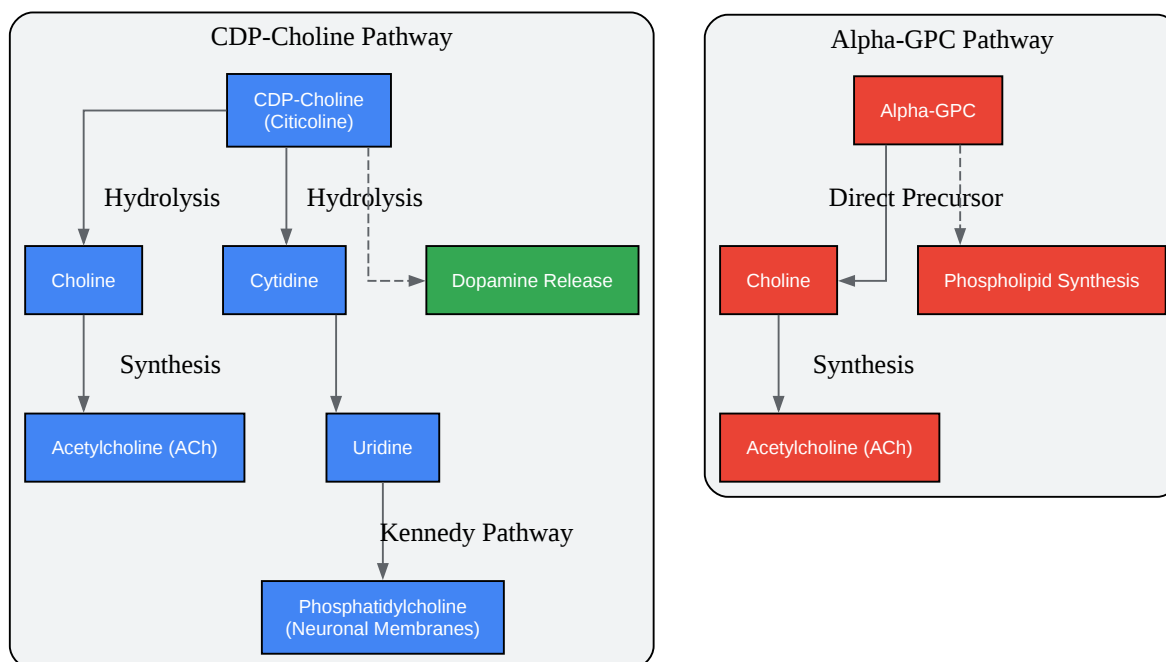 CDP-Choline Pathway
CDP-Choline
(Citicoline)
Hydrolysis
Hydrolysis
Choline
Cytidine
Dopamine Release
Synthesis
Acetylcholine (ACh)
Uridine
Kennedy Pathway
Phosphatidylcholine
(Neuronal Membranes)
Alpha-GPC Pathway
Alpha-GPC
Direct Precursor
Choline
Phospholipid Synthesis
Synthesis
Acetylcholine (ACh)